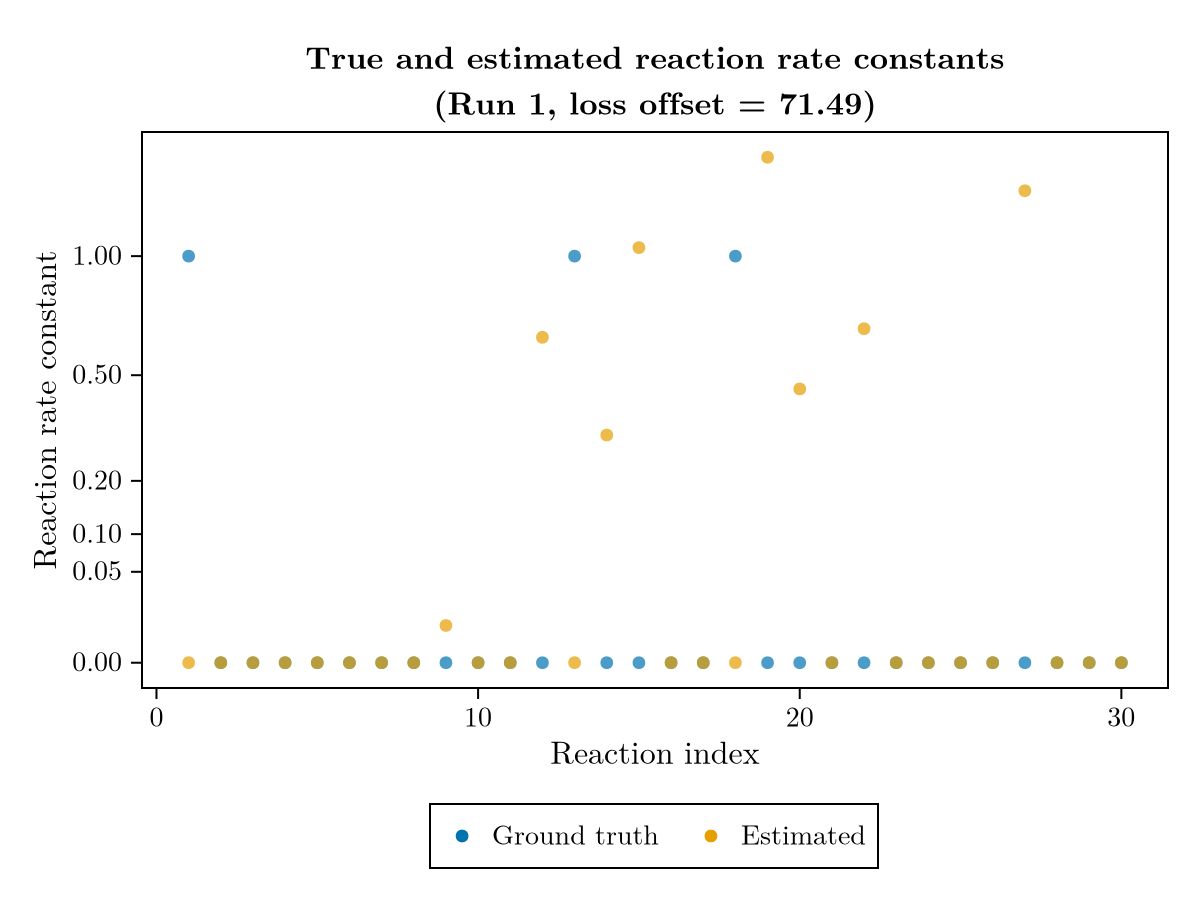 True and estimated reaction rate constants
(Run 1, loss offset = 71.49)
Reaction rate constant
1.00
0.50
0.20
0.10
0.05
0.00
0 10 20 30
Reaction index
Ground truth Estimated